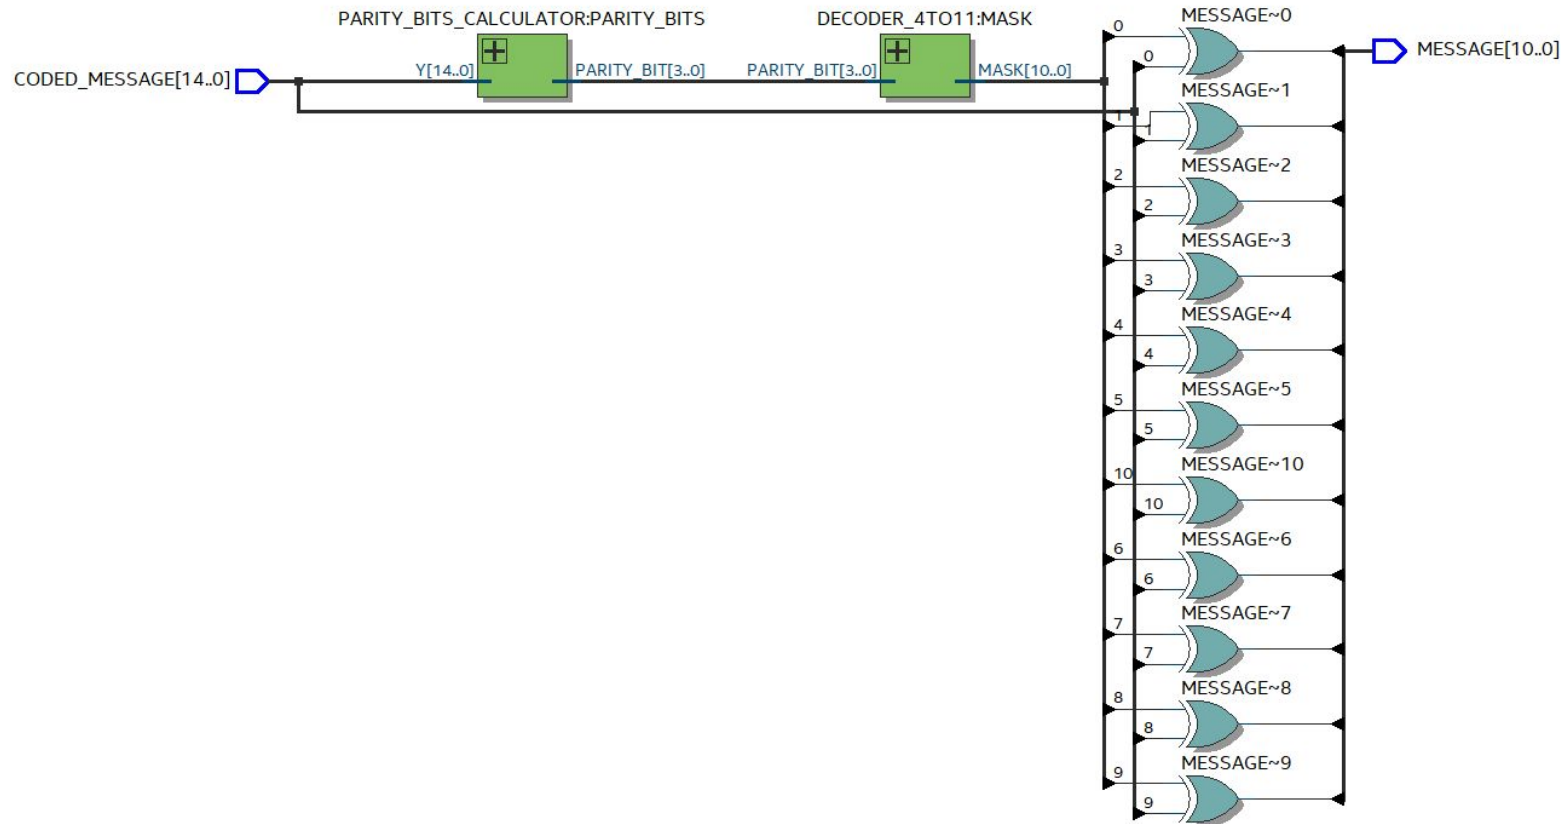 PARITY_BITS_CALCULATOR:PARITY_BITS
DECODER_4TO11:MASK
CODED_MESSAGE[14..0]
Y[14..0]
PARITY_BIT[3..0]
PARITY_BIT[3..0]
MASK[10..0]
MESSAGE~0
0
0
MESSAGE[10..0]
MESSAGE~1
1
1
MESSAGE~2
2
2
MESSAGE~3
3
3
MESSAGE~4
4
4
MESSAGE~5
5
5
MESSAGE~10
10
10
MESSAGE~6
6
6
MESSAGE~7
7
7
MESSAGE~8
8
8
MESSAGE~9
9
9